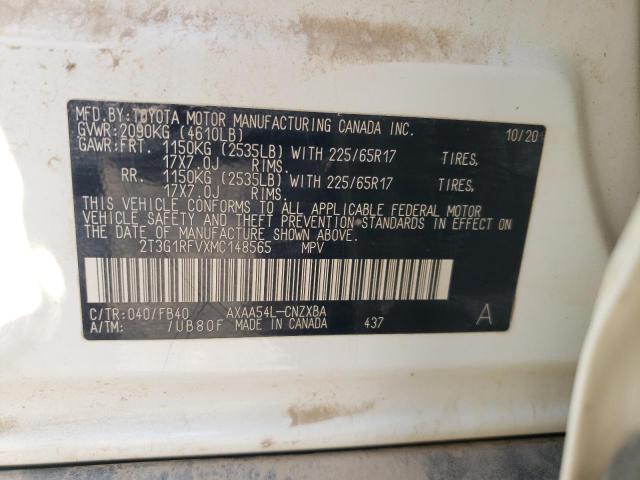 MFD.BY:TOYOTA MOTOR MANUFACTURING CANADA INC. 10/20
GVWR:2090KG (4610LB)
GAWR:FRT. 1150KG (2535LB) WITH 225/65R17 TIRES,
17X7.0J RIMS.
RR. 1150KG (2535LB) WITH 225/65R17 TIRES,
17X7.0J RIMS.
THIS VEHICLE CONFORMS TO ALL APPLICABLE FEDERAL MOTOR
VEHICLE SAFETY AND THEFT PREVENTION STANDARDS IN EFFECT ON
THE DATE OF MANUFACTURE SHOWN ABOVE.
2T3G1RFVXMC148565 MPV
C/TR:040/FB40 AXAA54L-CNZXBA A
A/TM: /UB80F MADE IN CANADA 437